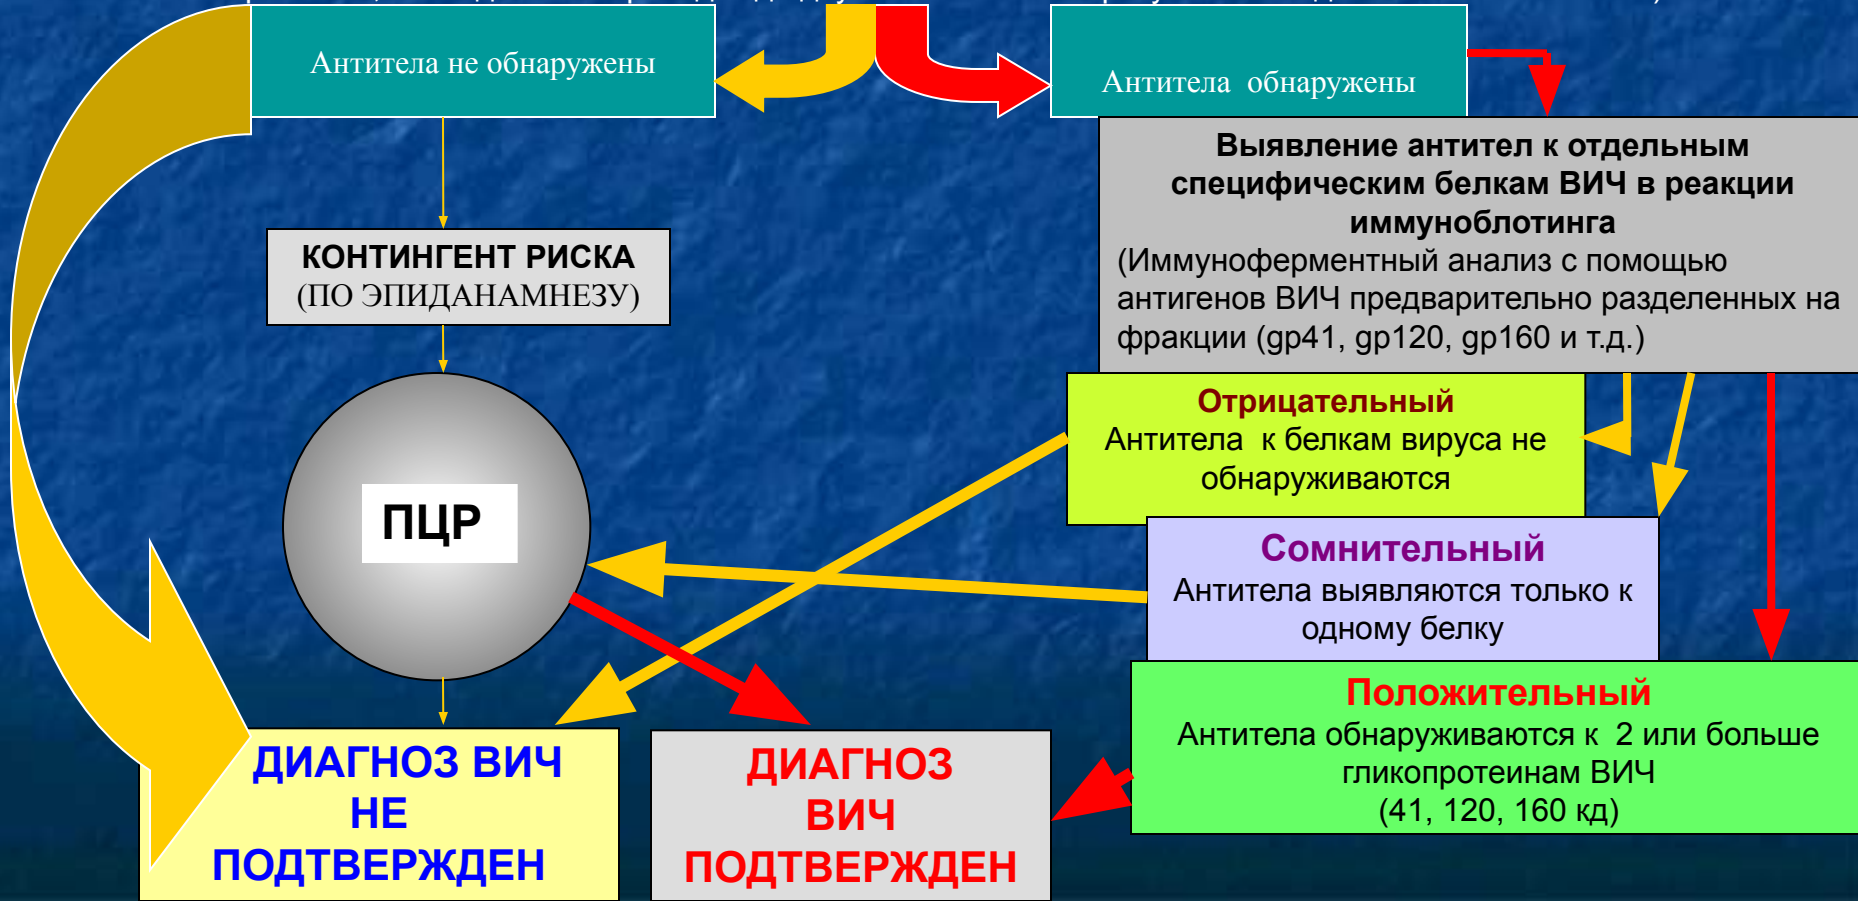 Антитела не обнаружены
Антитела обнаружены
Выявление антител к отдельным
специфическим белкам ВИЧ в реакции
иммуноблотинга
(Иммуноферментный анализ с помощью
антигенов ВИЧ предварительно разделенных на
фракции (gp41, gp120, gp160 и т.д.)
КОНТИНГЕНТ РИСКА
(ПО ЭПИДАНАМНЕЗУ)
Отрицательный
Антитела к белкам вируса не
обнаруживаются
ПЦР
Сомнительный
Антитела выявляются только к
одному белку
Положительный
Антитела обнаруживаются к 2 или больше
гликопротеинам ВИЧ
(41, 120, 160 кд)
ДИАГНОЗ ВИЧ
НЕ
ПОДТВЕРЖДЕН
ДИАГНОЗ
ВИЧ
ПОДТВЕРЖДЕН